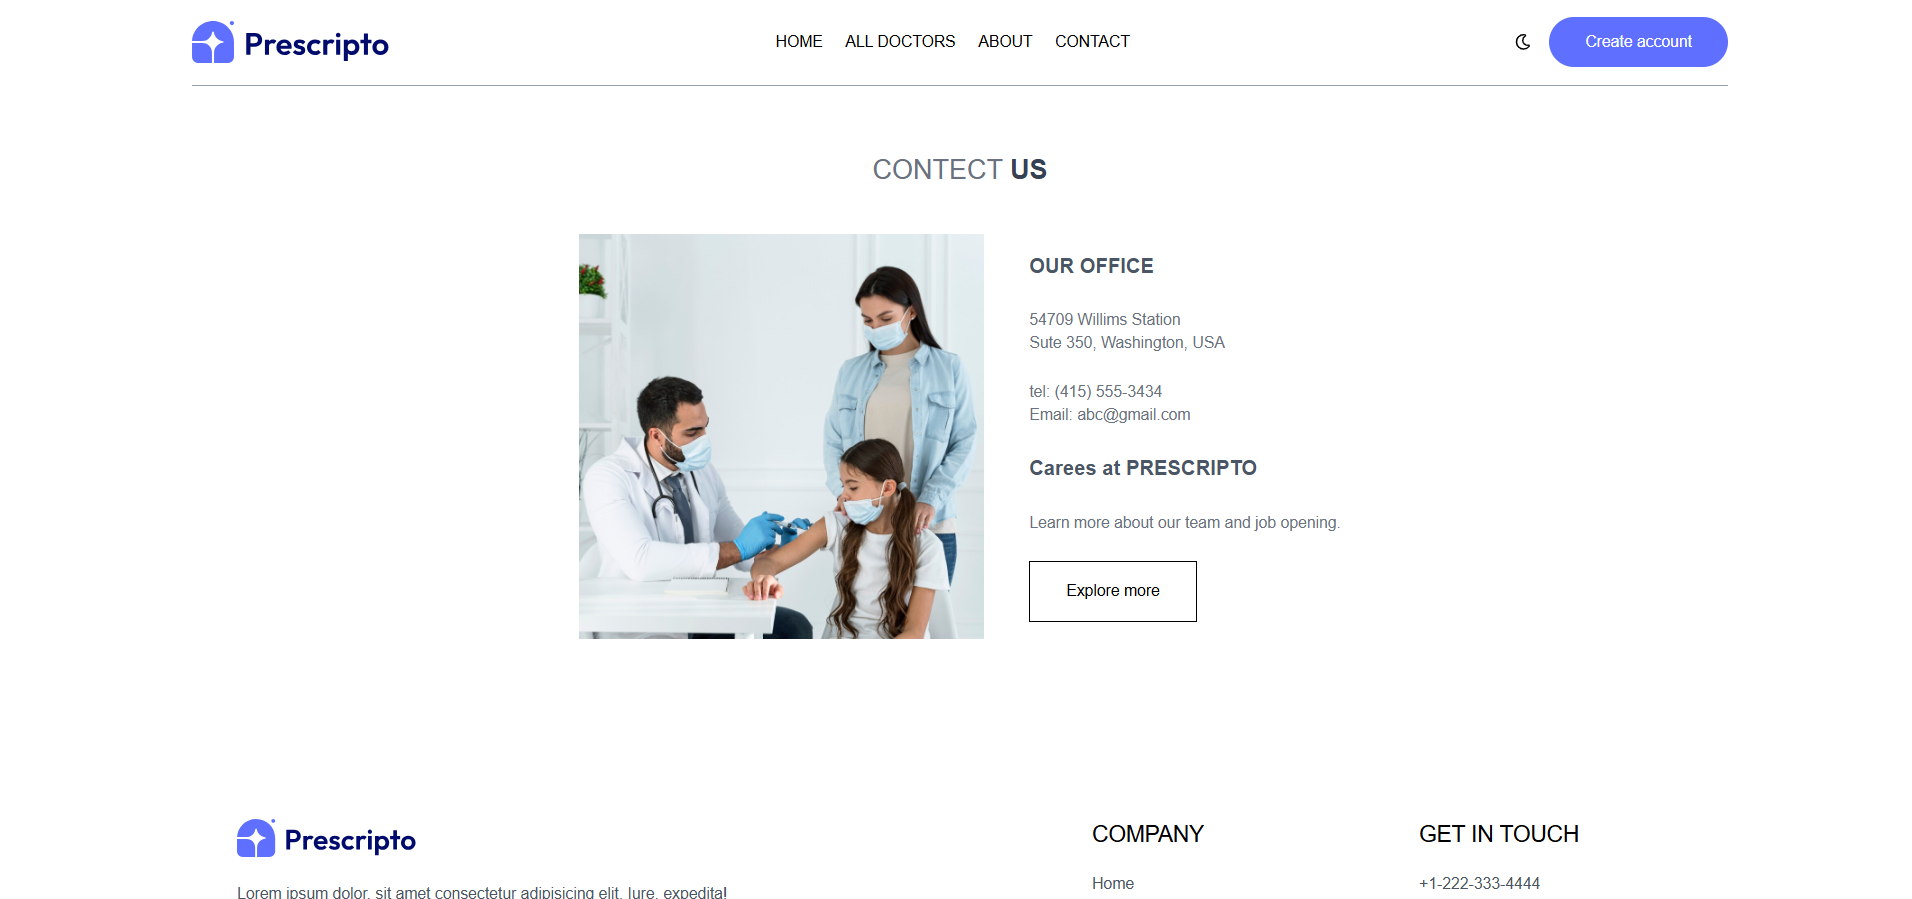 Prescripto
HOME ALL DOCTORS ABOUT CONTACT
Create account
CONTECT US
OUR OFFICE
54709 Willims Station
Sute 350, Washington, USA
tel: (415) 555-3434
Email: abc@gmail.com
Carees at PRESCRIPTO
Learn more about our team and job opening.
Explore more
Prescripto
Lorem ipsum dolor, sit amet consectetur adipisicing elit. Iure, expedita!
COMPANY
Home
GET IN TOUCH
+1-222-333-4444